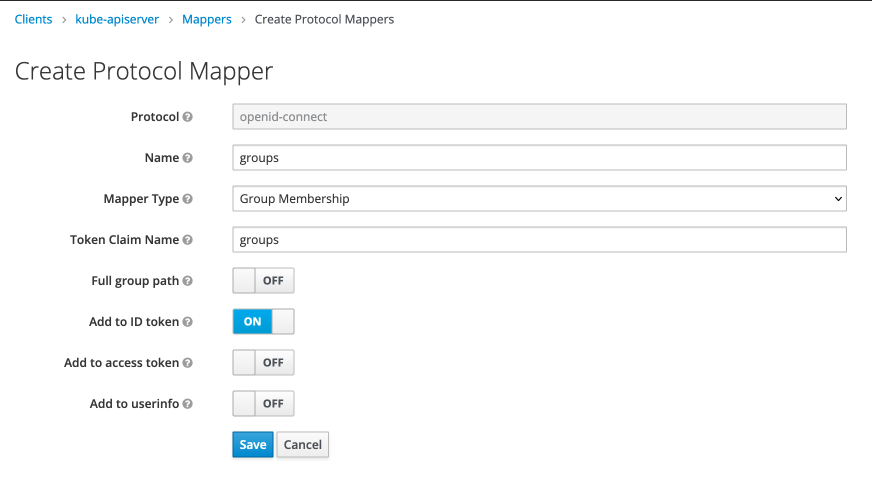 Clients > kube-apiserver > Mappers > Create Protocol Mappers
Create Protocol Mapper
Protocol ? openid-connect
Name ? groups
Mapper Type ? Group Membership
Token Claim Name ? groups
Full group path ? OFF
Add to ID token ? ON
Add to access token ? OFF
Add to userinfo ? OFF
Save Cancel